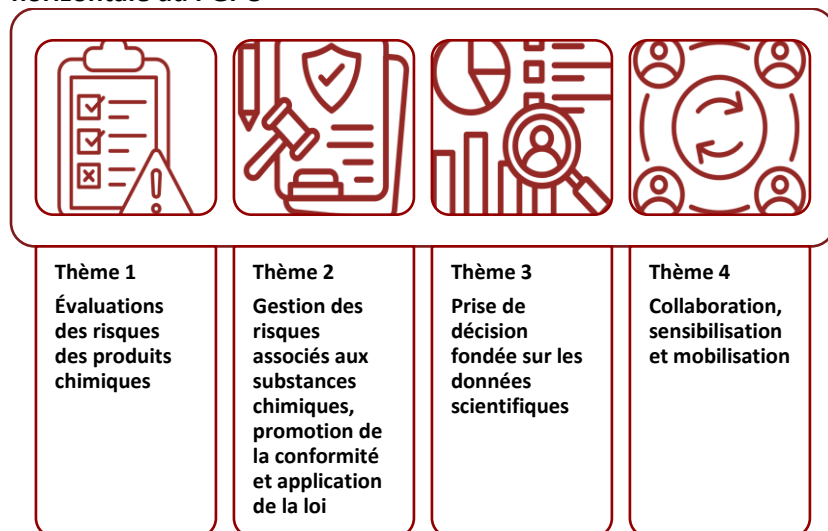 Thème 1
Évaluations
des risques
des produits
chimiques
Thème 2
Gestion des
risques
associés aux
substances
chimiques,
promotion de
la conformité
et application
de la loi
Thème 3
Prise de
décision
fondée sur les
données
scientifiques
Thème 4
Collaboration,
sensibilisation
et mobilisation